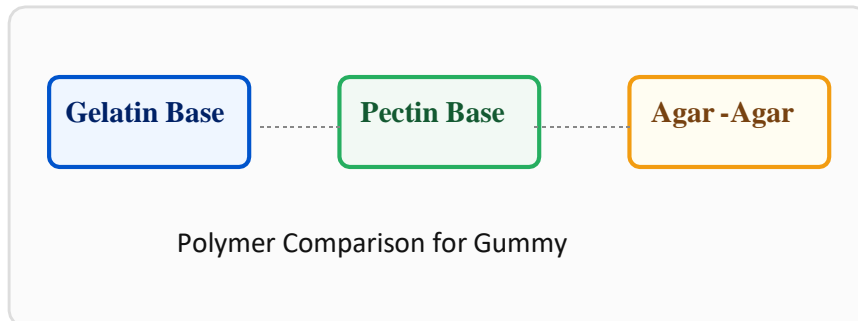 Gelatin Base
Pectin Base
Agar -Agar
Polymer Comparison for Gummy